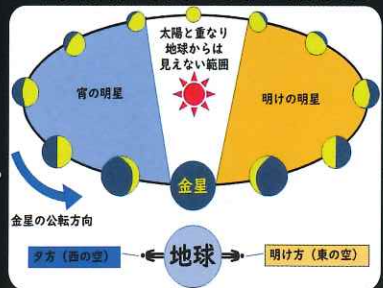 太陽と重なり
地球からは
見えない範囲
宵の明星
明けの明星
金星
金星の公転方向
夕方（西の空）
地球
明け方（東の空）